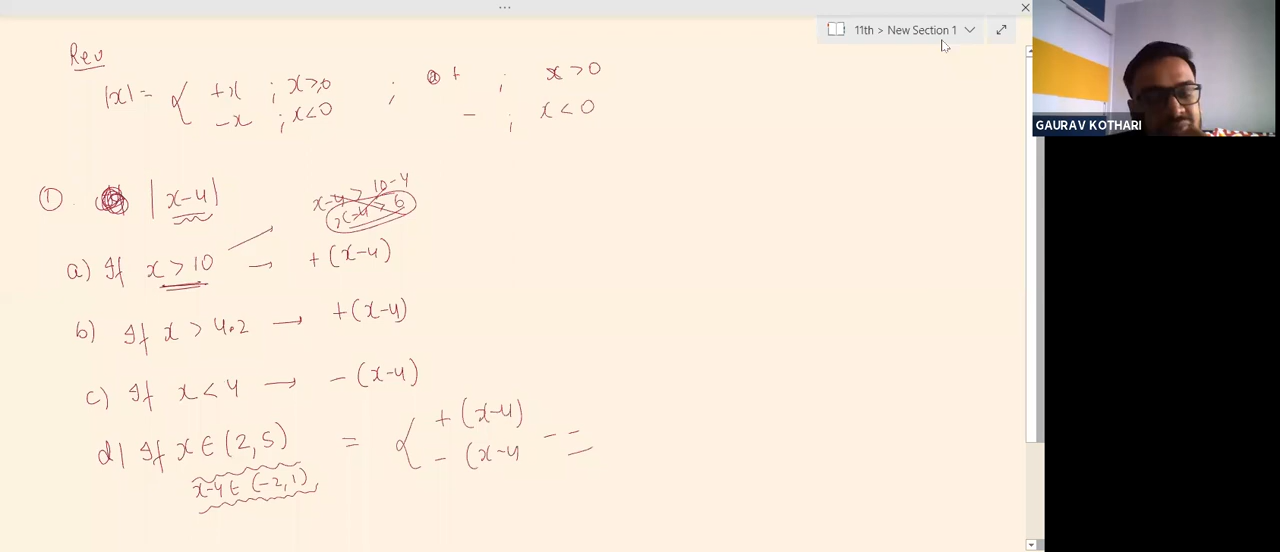 11th > New Section 1
GAURAV KOTHARI
Rev
|x| = { +x ; x≥0 ; + ; x>0
-x ; x<0 - ; x<0
① |x-4|
x-4 > 10-4
x-4 > 6
a) If x>10 → +(x-4)
b) If x > 4.2 → +(x-4)
c) If x < 4 → -(x-4)
d) If x ∈ (2,5) = { +(x-4)
- (x-4
x-4 ∈ (-2,1)